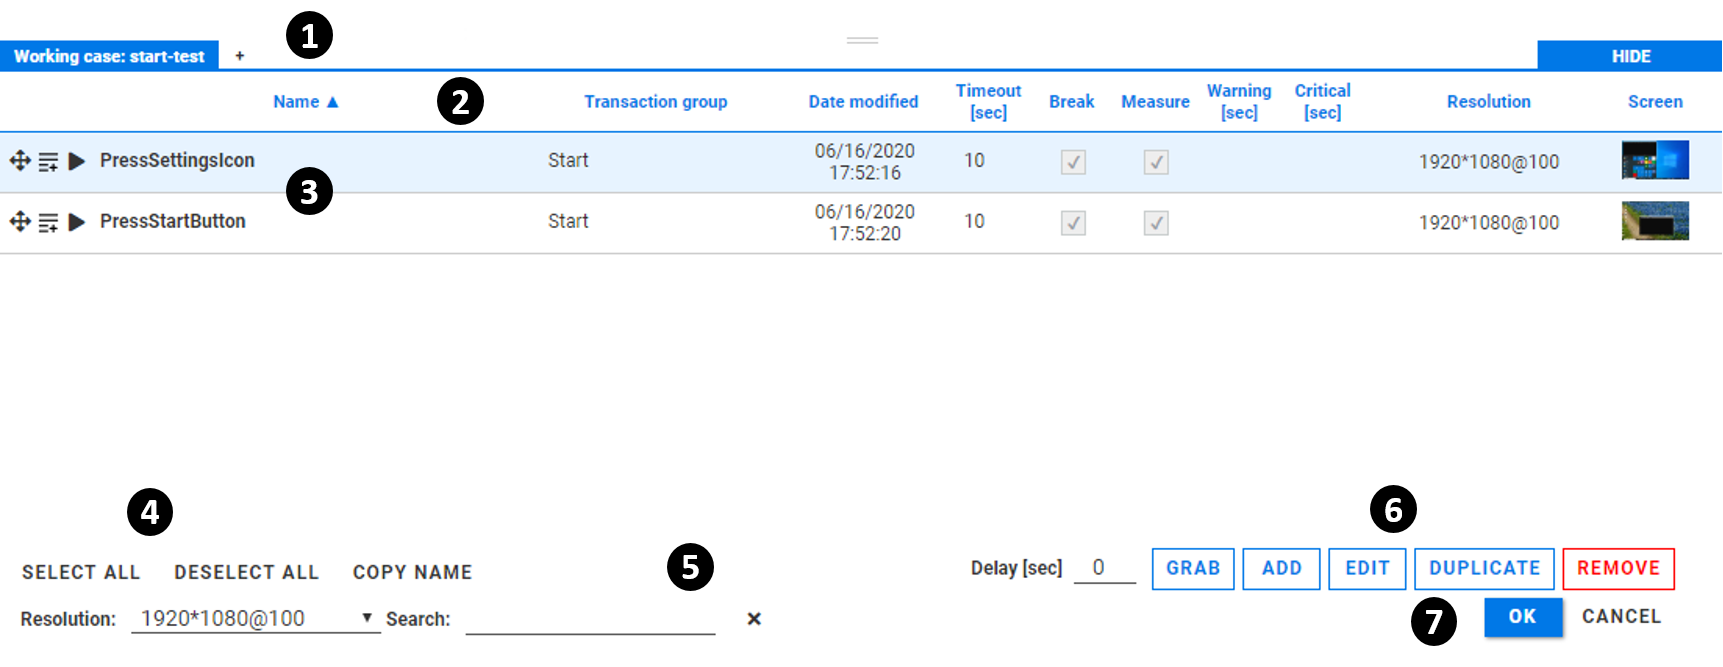 1
Working case: start-test + HIDE
2
Name ▲ Transaction group Date modified Timeout [sec] Break Measure Warning [sec] Critical [sec] Resolution Screen
PressSettingsIcon Start 06/16/2020 17:52:16 10 1920*1080@100
3
PressStartButton Start 06/16/2020 17:52:20 10 1920*1080@100
4
5
6
SELECT ALL DESELECT ALL COPY NAME
Delay [sec] 0 GRAB ADD EDIT DUPLICATE REMOVE
Resolution: 1920*1080@100 ▼ Search: ×
7
OK CANCEL